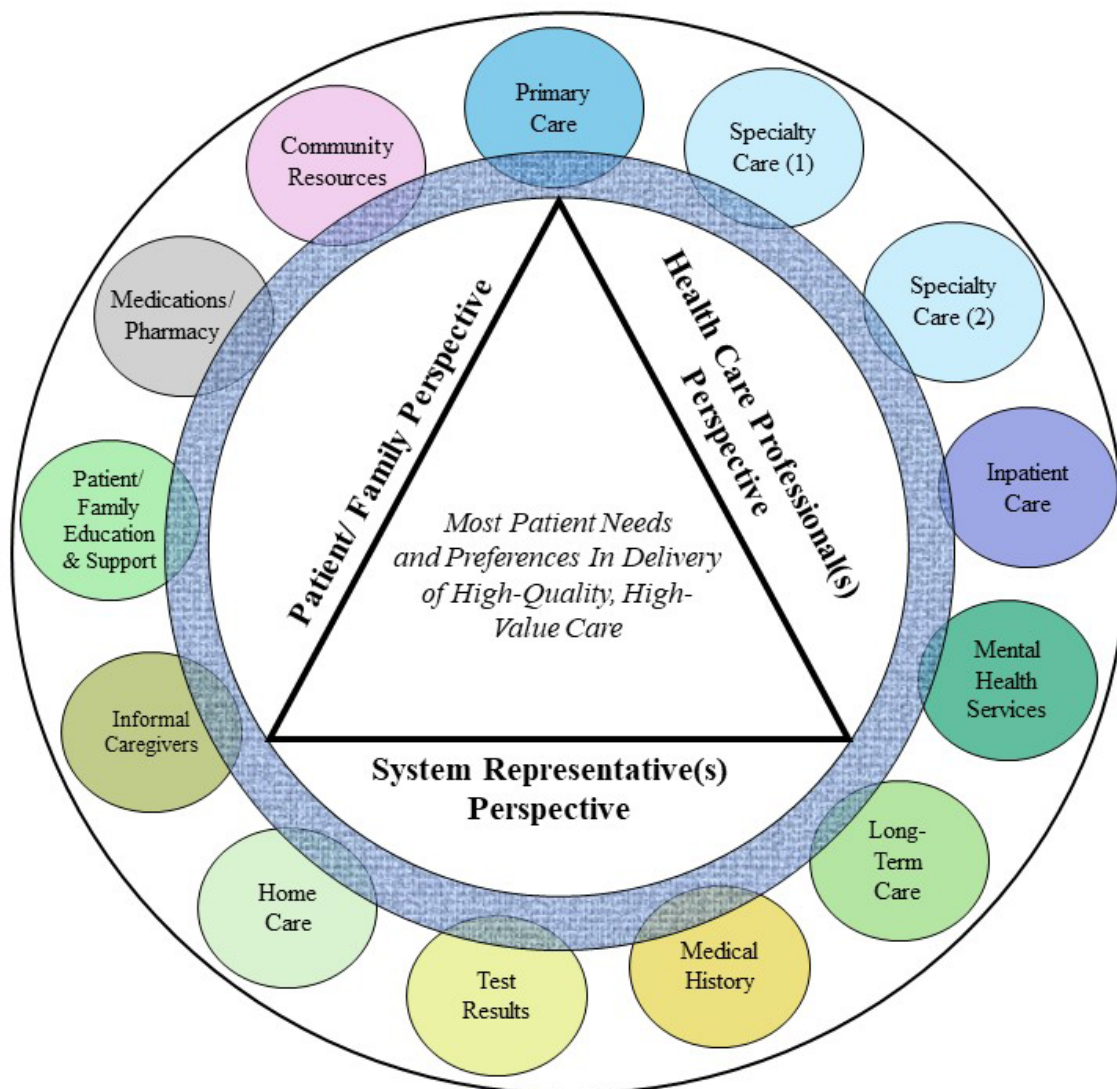 Primary
Care
Specialty
Care (1)
Specialty
Care (2)
Inpatient
Care
Mental
Health
Services
Long-
Term
Care
Medical
History
Test
Results
Home
Care
Informal
Caregivers
Patient/
Family
Education
& Support
Medications/
Pharmacy
Community
Resources
Patient/ Family Perspective
Health Care Professional(s)
Perspective
System Representative(s)
Perspective
Most Patient Needs
and Preferences In Delivery
of High-Quality, High-
Value Care